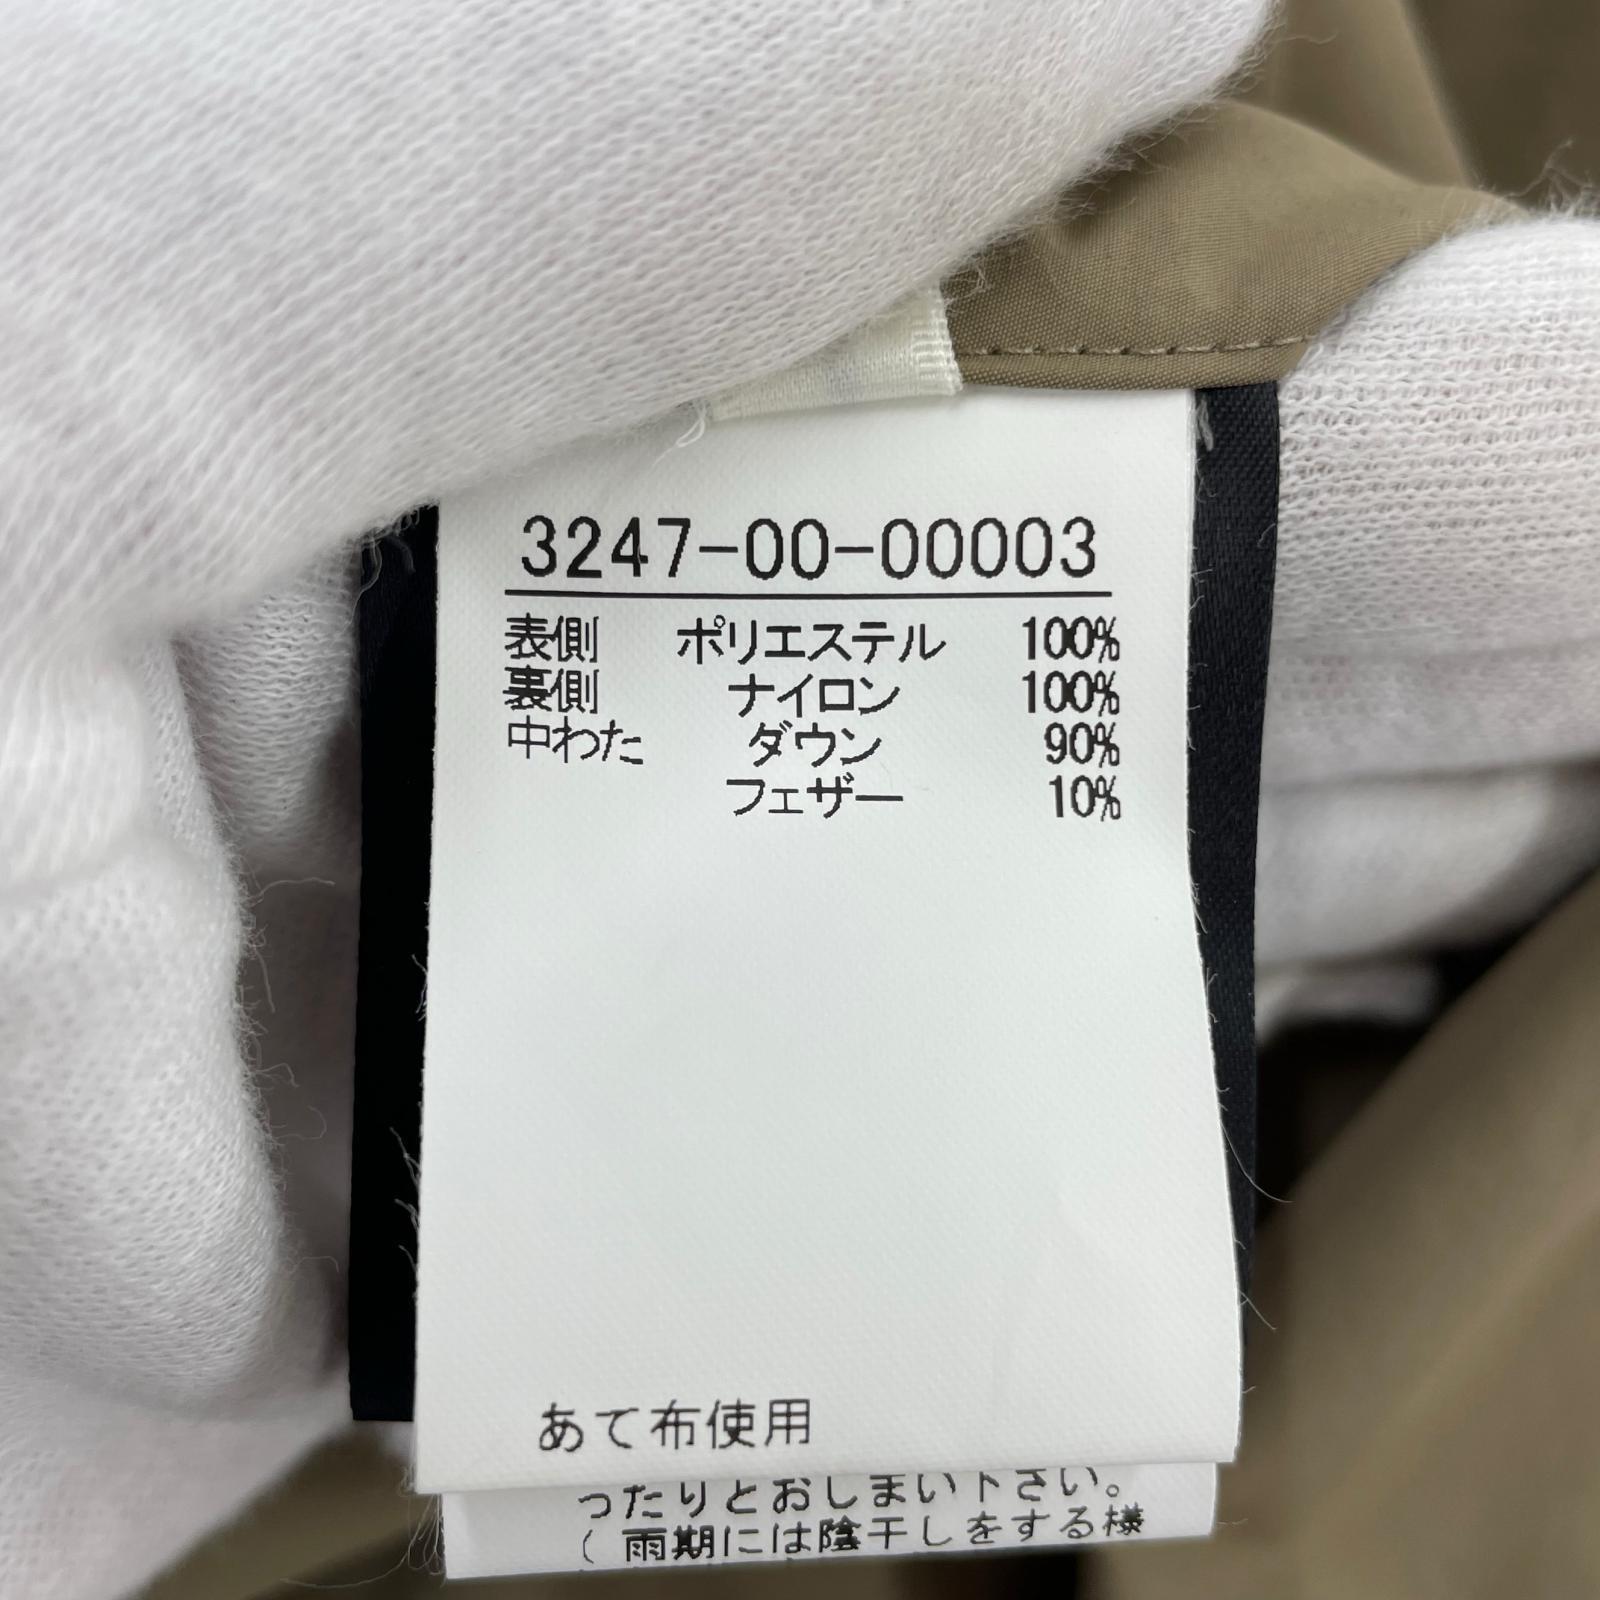 3247-00-00003
表側 ポリエステル 100%
裏側 ナイロン 100%
中わた ダウン 90%
フェザー 10%
あて布使用
ったりとおしまい下さい。
( 雨期には陰干しをする様